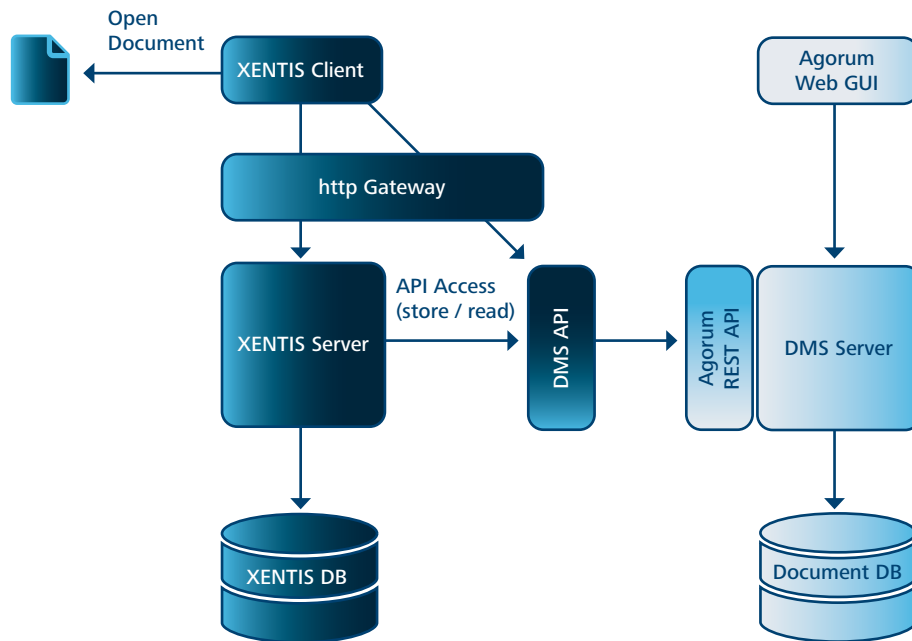 Open
Document
XENTIS Client
Agorum
Web GUI
http Gateway
API Access
(store / read)
XENTIS Server
DMS API
Agorum
REST API
DMS Server
XENTIS DB
Document DB